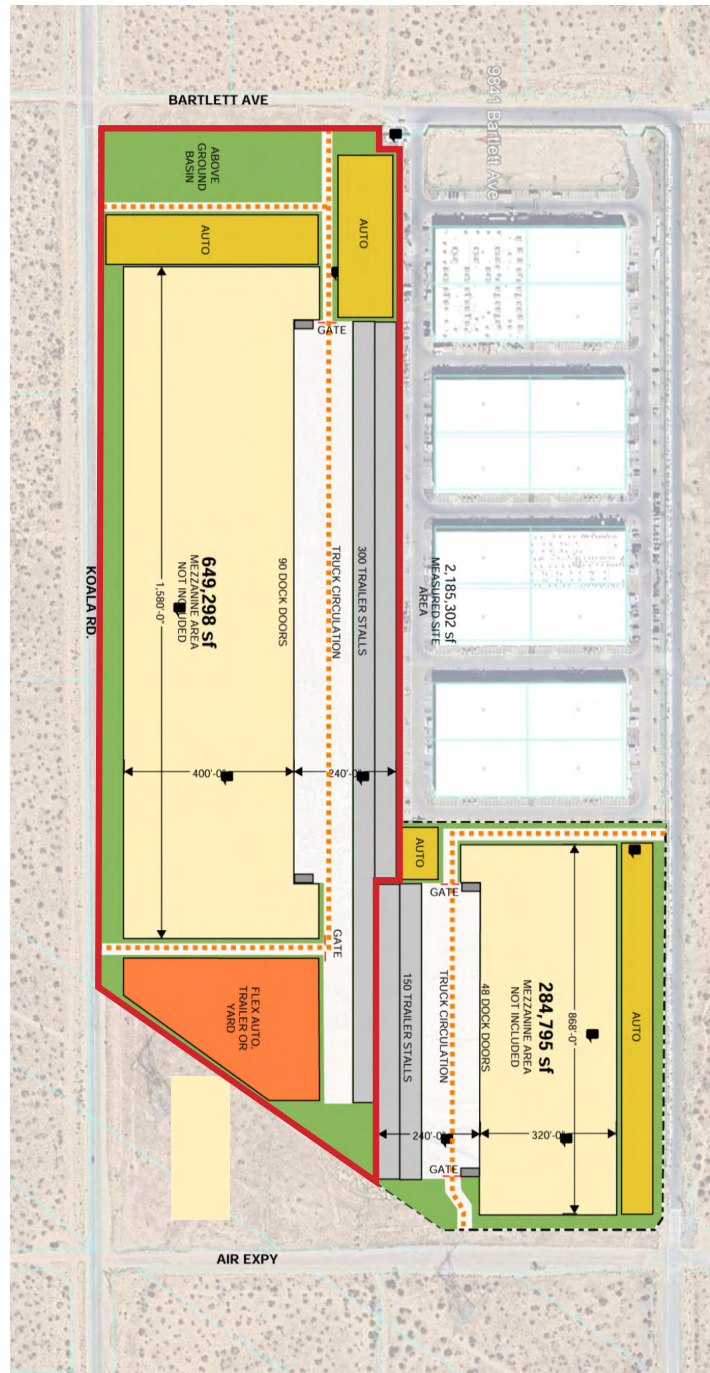 BARTLETT AVE
9841 Bartlett Ave
ABOVE
GROUND
BASIN
AUTO
AUTO
GATE
1,580'-0"
649,298 sf
MEZZANINE AREA
NOT INCLUDED
90 DOCK DOORS
TRUCK CIRCULATION
300 TRAILER STALLS
2,185,302 sf
MEASURED SITE
AREA
KOALA RD.
400'-0"
240'-0"
AUTO
GATE
GATE
FLEX AUTO,
TRAILER OR
YARD
150 TRAILER STALLS
TRUCK CIRCULATION
48 DOCK DOORS
284,795 sf
MEZZANINE AREA
NOT INCLUDED
868'-0"
AUTO
240'-0"
320'-0"
GATE
AIR EXPY